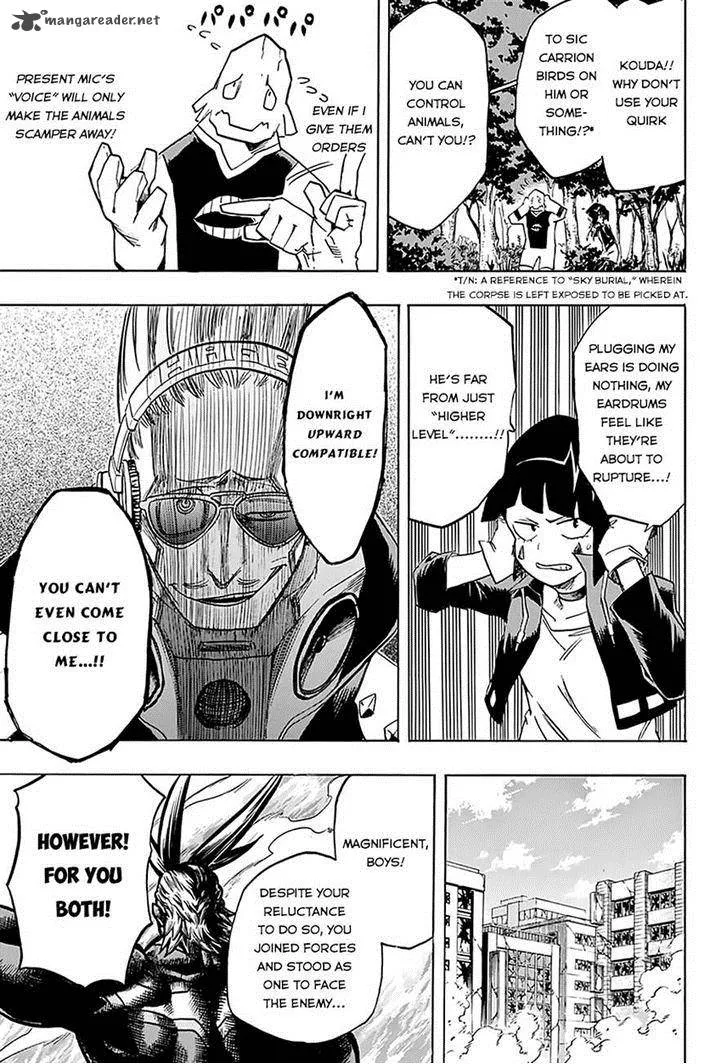 mangareader.net
KOUDA!!
WHY DON'T
USE YOUR
QUIRK
TO SIC
CARRION
BIRDS ON
HIM OR
SOME-
THING!?*
YOU CAN
CONTROL
ANIMALS,
CAN'T YOU!?
*T/N: A REFERENCE TO "SKY BURIAL," WHEREIN
THE CORPSE IS LEFT EXPOSED TO BE PICKED AT.
EVEN IF I
GIVE THEM
ORDERS
PRESENT MIC'S
"VOICE" WILL ONLY
MAKE THE ANIMALS
SCAMPER AWAY!
PLUGGING MY
EARS IS DOING
NOTHING, MY
EARDRUMS
FEEL LIKE
THEY'RE
ABOUT TO
RUPTURE...!
HE'S FAR
FROM JUST
"HIGHER
LEVEL"........!!
I'M
DOWNRIGHT
UPWARD
COMPATIBLE!
YOU CAN'T
EVEN COME
CLOSE TO
ME...!!
MAGNIFICENT,
BOYS!
DESPITE YOUR
RELUCTANCE
TO DO SO, YOU
JOINED FORCES
AND STOOD AS
ONE TO FACE
THE ENEMY...
HOWEVER!
FOR YOU
BOTH!